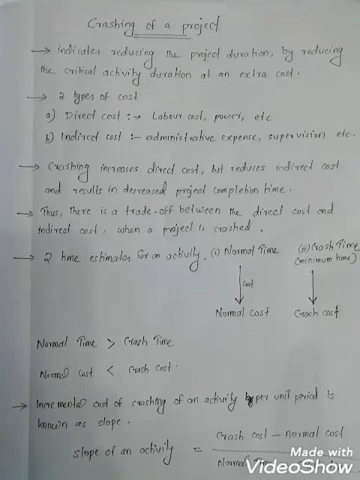 Crashing of a project
→ indicates reducing the project duration, by reducing
the critical activity duration at an extra cost.
→ 2 types of cost
a) Direct cost :→ Labour cost, power, etc
b) Indirect cost :- administrative expense, supervision etc.
→ Crashing increases direct cost, but reduces indirect cost
and results in decreased project completion time.
→ Thus, there is a trade-off between the direct cost and
indirect cost, when a project is crashed.
→ 2 time estimates for an activity. (i) Normal Time (ii) Crash Time
(minimum time)
cost
Normal Cost Crash cost
Normal Time > Crash Time
Normal cost < Crash cost.
→ Incremental cost of crashing of an activity per unit period is
known as slope.
slope of an activity = Crash cost - normal cost
Normal
Made with
VideoShow